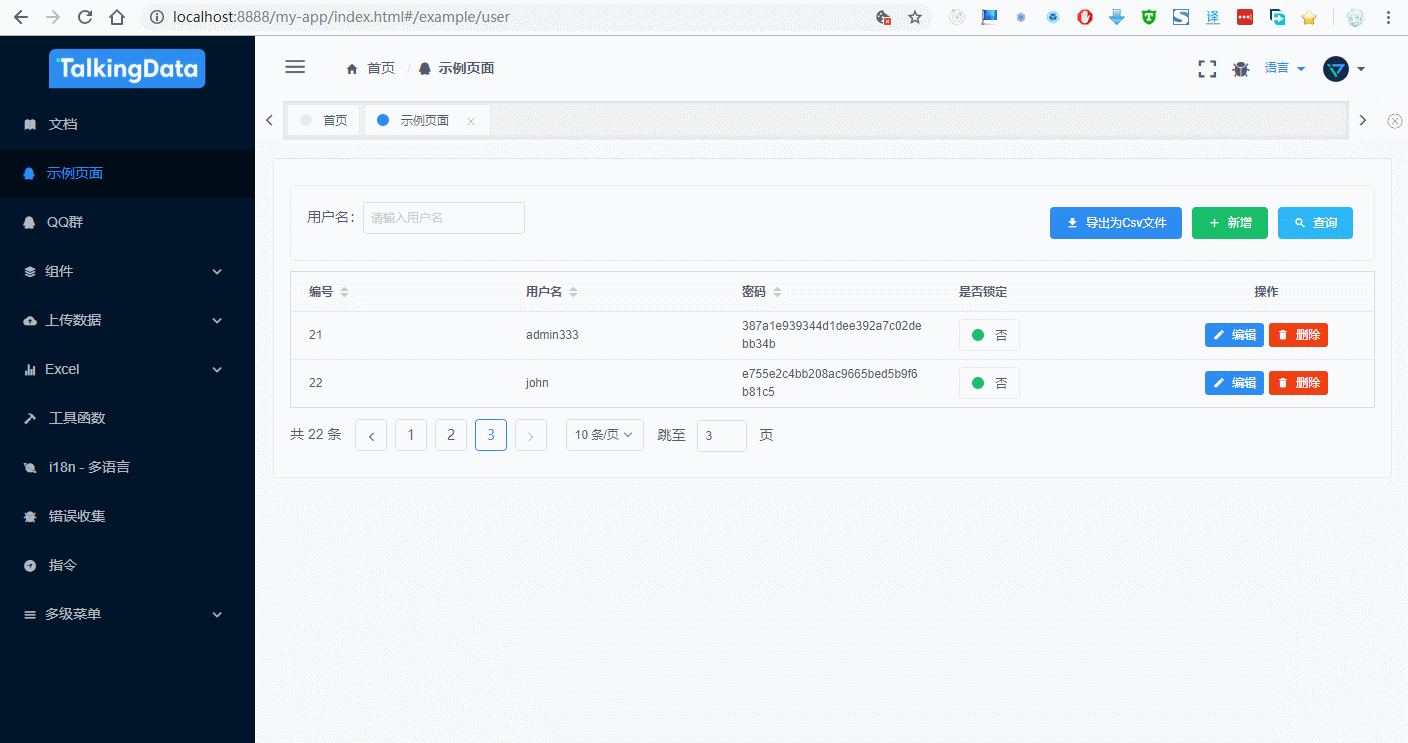 localhost:8888/my-app/index.html#/example/user
译
TalkingData
文档
示例页面
QQ群
组件
上传数据
Excel
工具函数
i18n - 多语言
错误收集
指令
多级菜单
首页 / 示例页面
语言
首页
示例页面
用户名:
请输入用户名
导出为Csv文件
新增
查询
编号 用户名 密码 是否锁定 操作
21 admin333 387a1e939344d1dee392a7c02de
bb34b
否 编辑 删除
22 john e755e2c4bb208ac9665bed5b9f6
b81c5
否 编辑 删除
共 22 条 1 2 3 10 条/页 跳至 3 页